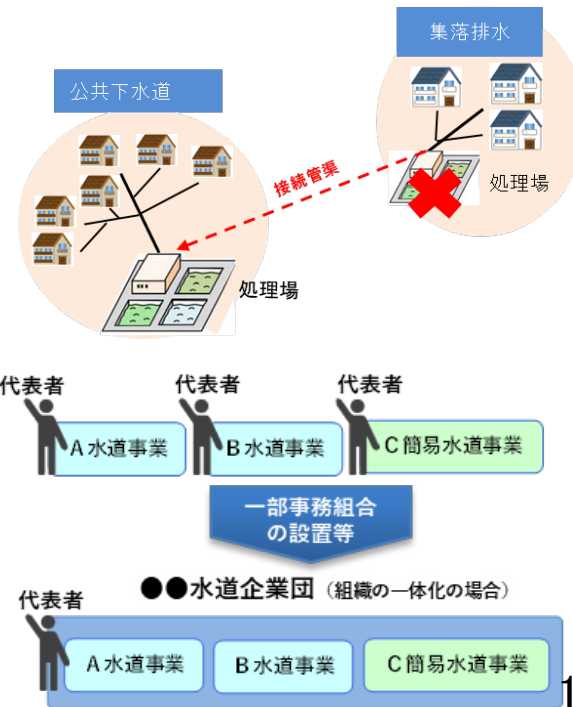 集落排水
公共下水道
接続管渠
処理場
処理場
代表者
代表者
代表者
A水道事業
B水道事業
C簡易水道事業
一部事務組合
の設置等
●●水道企業団（組織の一体化の場合）
代表者
A水道事業
B水道事業
C簡易水道事業
1